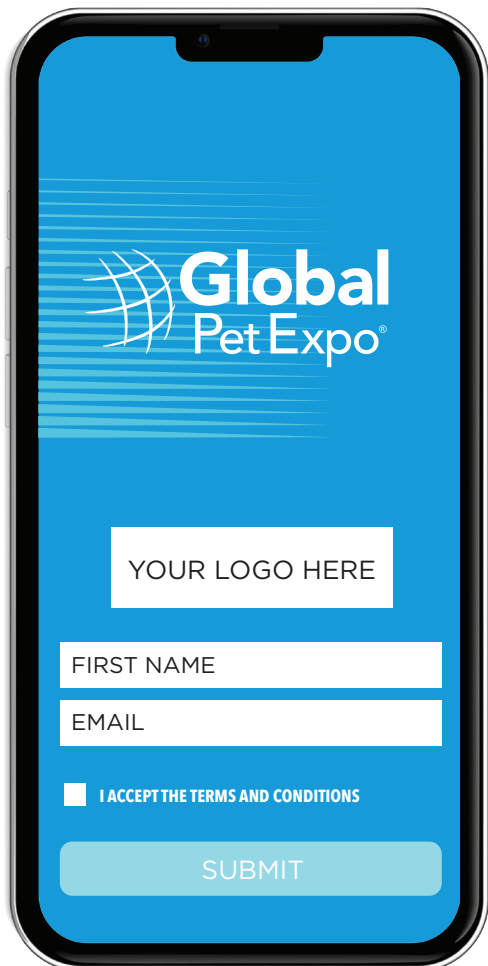 Global
Pet Expo®
YOUR LOGO HERE
FIRST NAME
EMAIL
I ACCEPT THE TERMS AND CONDITIONS
SUBMIT